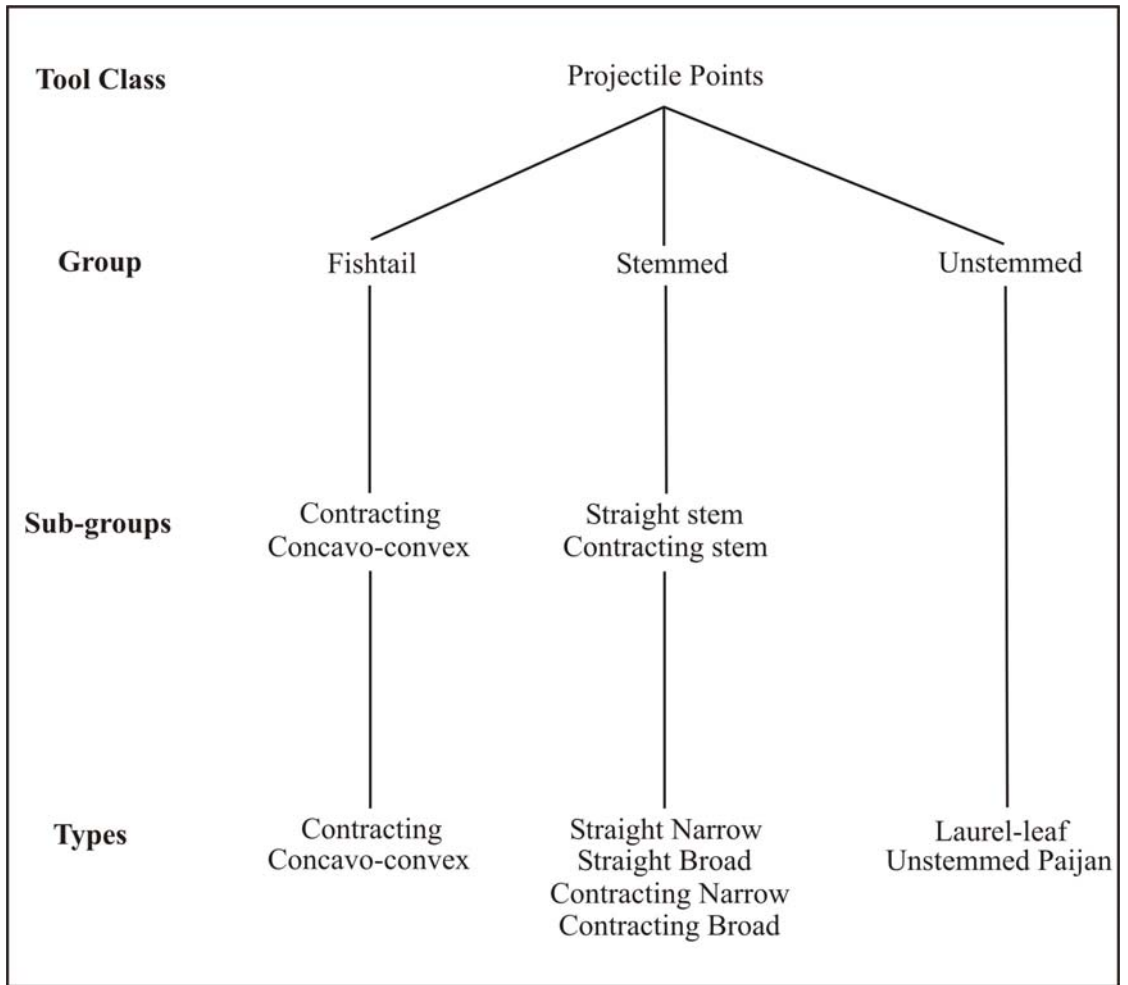 Tool Class
Projectile Points
Group
Fishtail
Stemmed
Unstemmed
Sub-groups
Contracting
Concavo-convex
Straight stem
Contracting stem
Types
Contracting
Concavo-convex
Straight Narrow
Straight Broad
Contracting Narrow
Contracting Broad
Laurel-leaf
Unstemmed Paijan